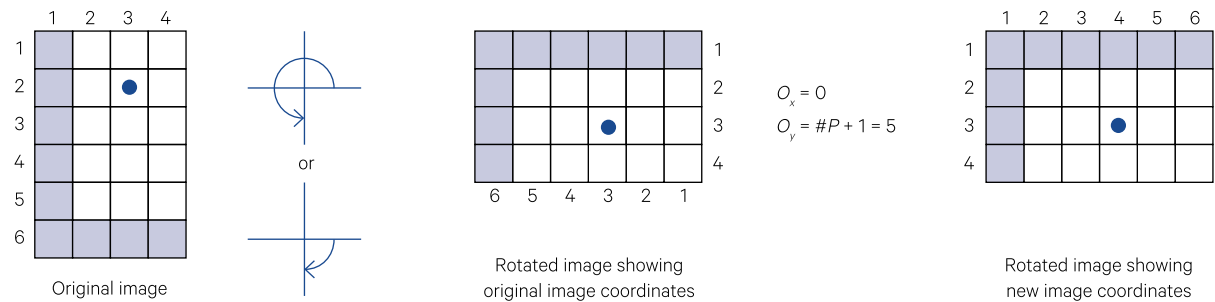 1 2 3 4
1
2
3
4
5
6
Original image
or
1
2
3
4
6 5 4 3 2 1
Rotated image showing
original image coordinates
Oₓ = 0
O_y = #P + 1 = 5
1 2 3 4 5 6
1
2
3
4
Rotated image showing
new image coordinates